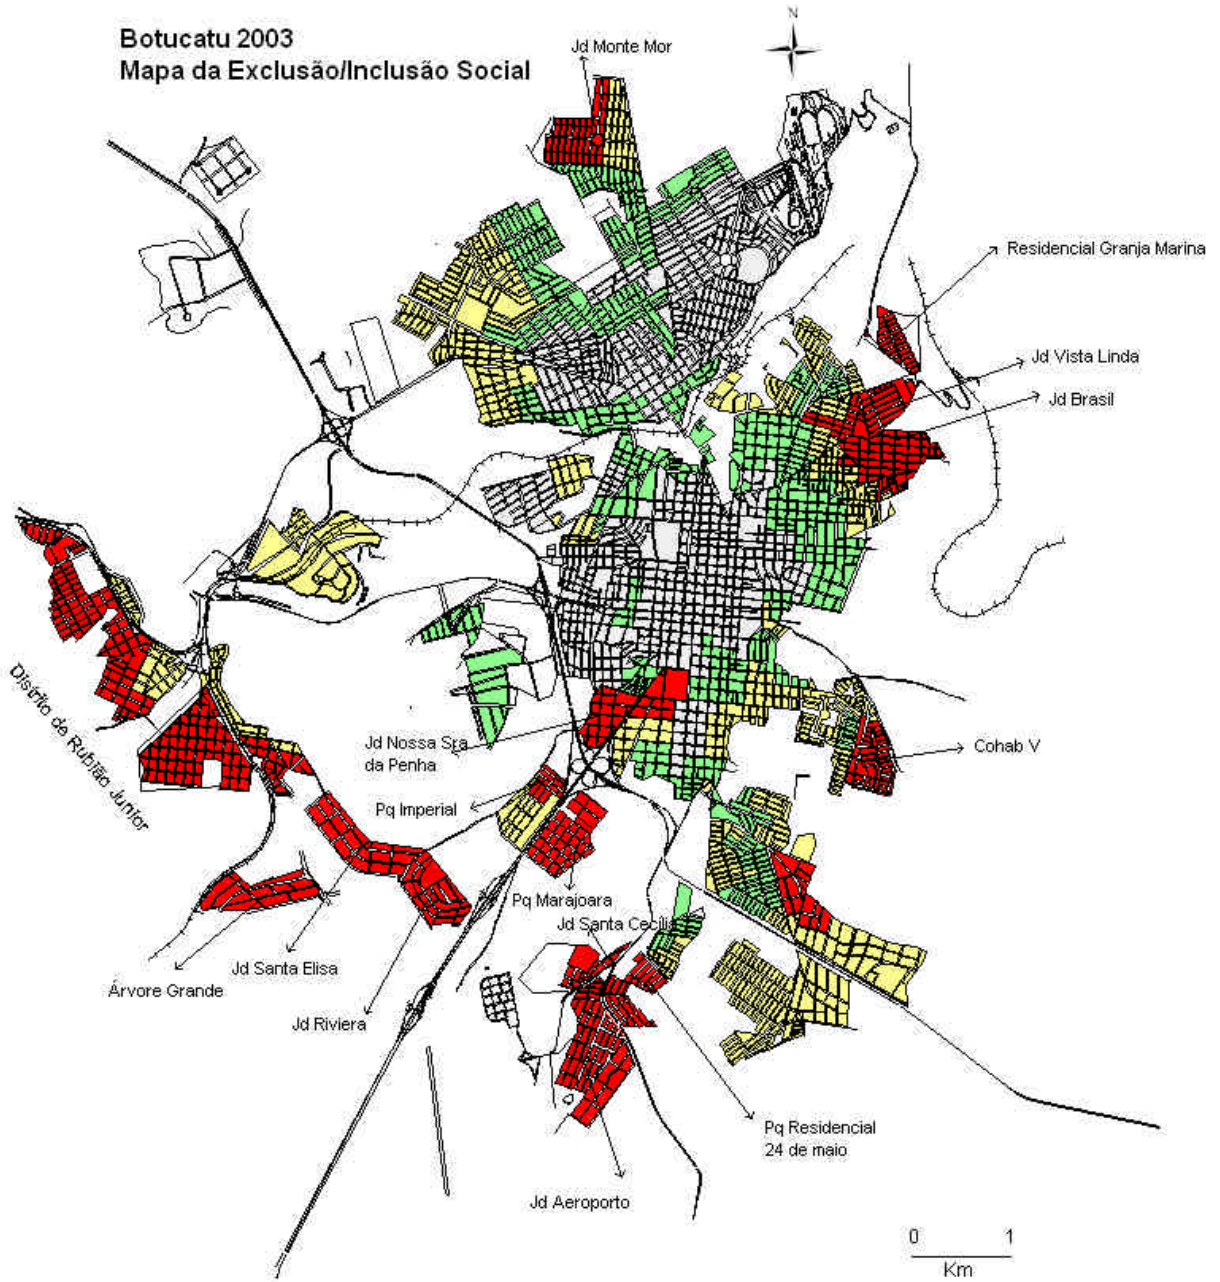 Botucatu 2003
Mapa da Exclusão/Inclusão Social
N
Jd Monte Mor
Residencial Granja Marina
Jd Vista Linda
Jd Brasil
Distrito de Rubião Junior
Jd Nossa Sra
da Penha
Cohab V
Pq Imperial
Pq Marajoara
Jd Santa Cecília
Jd Santa Elisa
Árvore Grande
Jd Riviera
Pq Residencial
24 de maio
Jd Aeroporto
0 1
Km